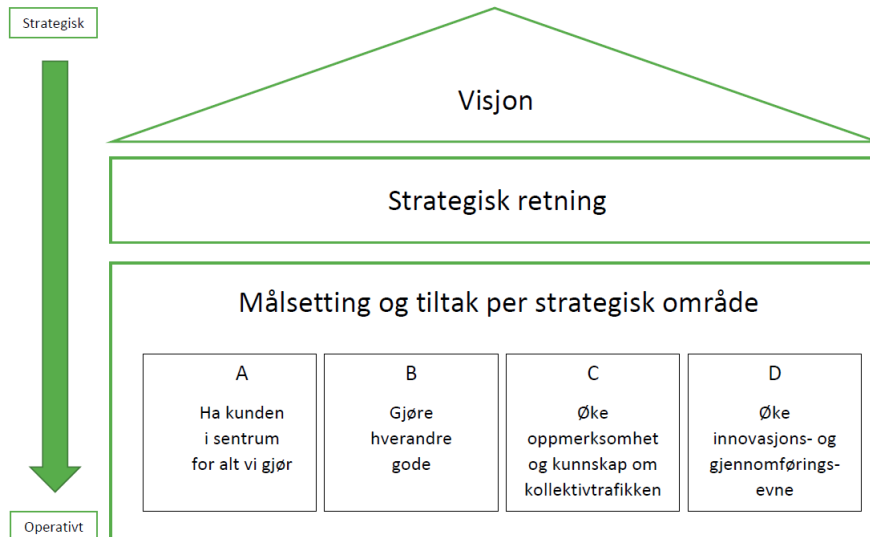 Strategisk
Visjon
Strategisk retning
Målsetting og tiltak per strategisk område
A
Ha kunden
i sentrum
for alt vi gjør
B
Gjøre
hverandre
gode
C
Øke
oppmerksomhet
og kunnskap om
kollektivtrafikken
D
Øke
innovasjons- og
gjennomførings-
evne
Operativt